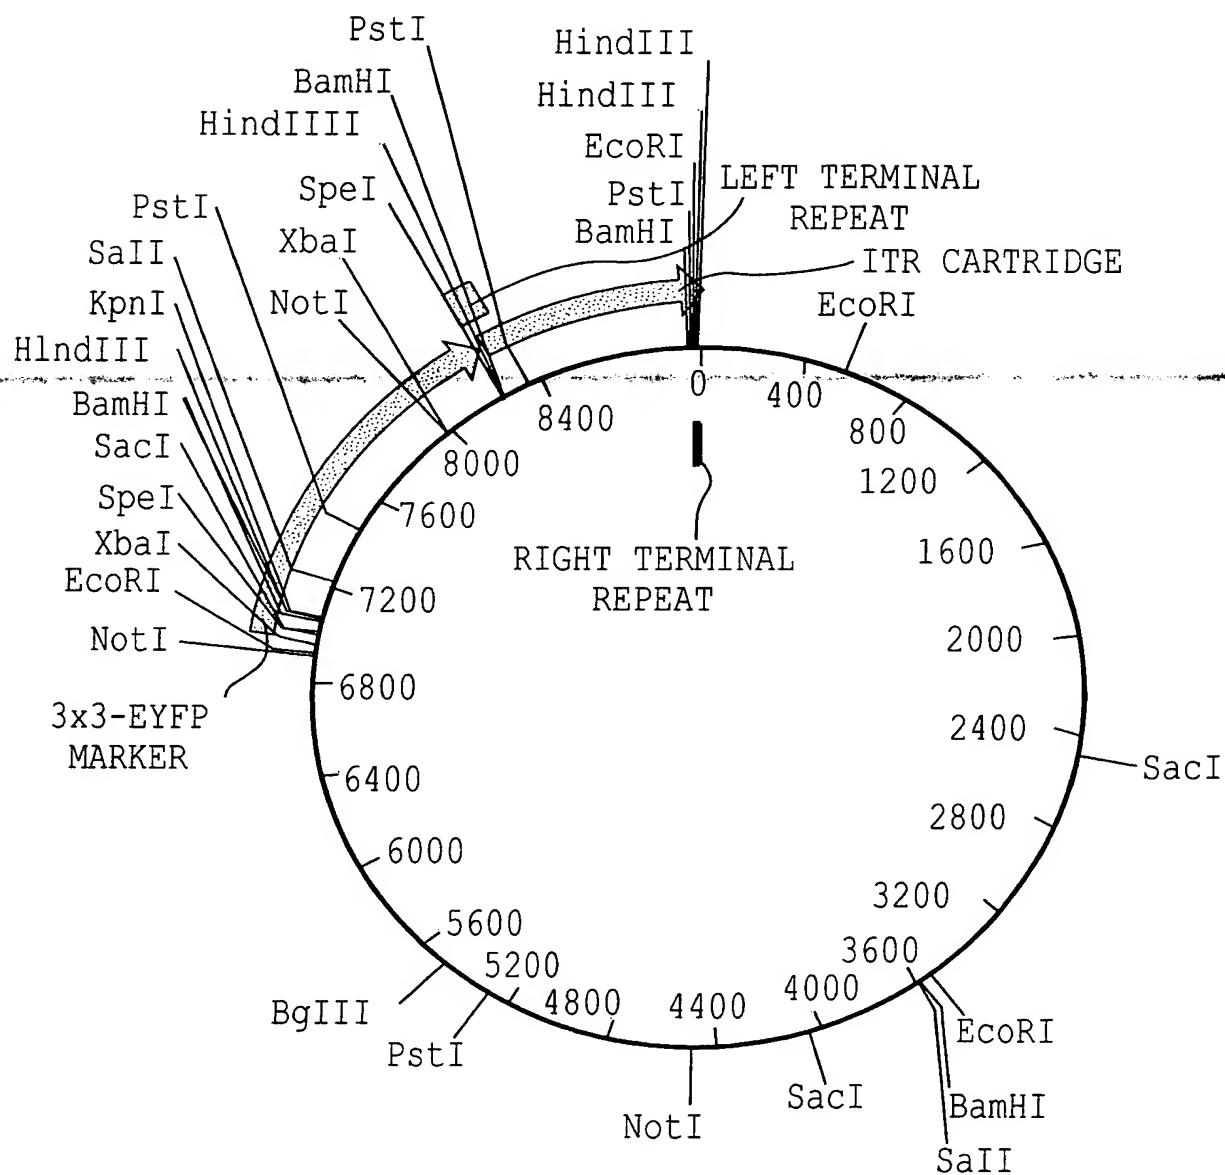 PstI
HindIII
BamHI
HindIII
HindIIII
EcoRI
LEFT TERMINAL
REPEAT
SpeI
PstI
PstI
BamHI
XbaI
SaII
ITR CARTRIDGE
NotI
KpnI
EcoRI
HlndIII
BamHI
SacI
SpeI
XbaI
EcoRI
NotI
3x3-EYFP
MARKER
0
400
800
1200
1600
2000
2400
2800
3200
3600
4000
4400
4800
5200
5600
6000
6400
6800
7200
7600
8000
8400
RIGHT TERMINAL
REPEAT
SacI
EcoRI
BamHI
SaII
SacI
NotI
PstI
BgIII